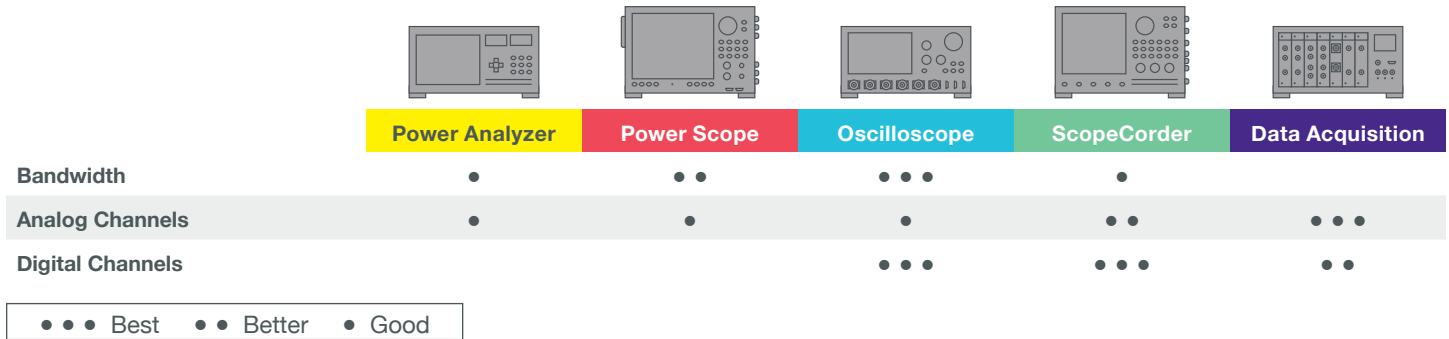 Power Analyzer Power Scope Oscilloscope ScopeCorder Data Acquisition
Bandwidth • • • • • • •
Analog Channels • • • • • • • •
Digital Channels • • • • • • • •
• • • Best • • Better • Good